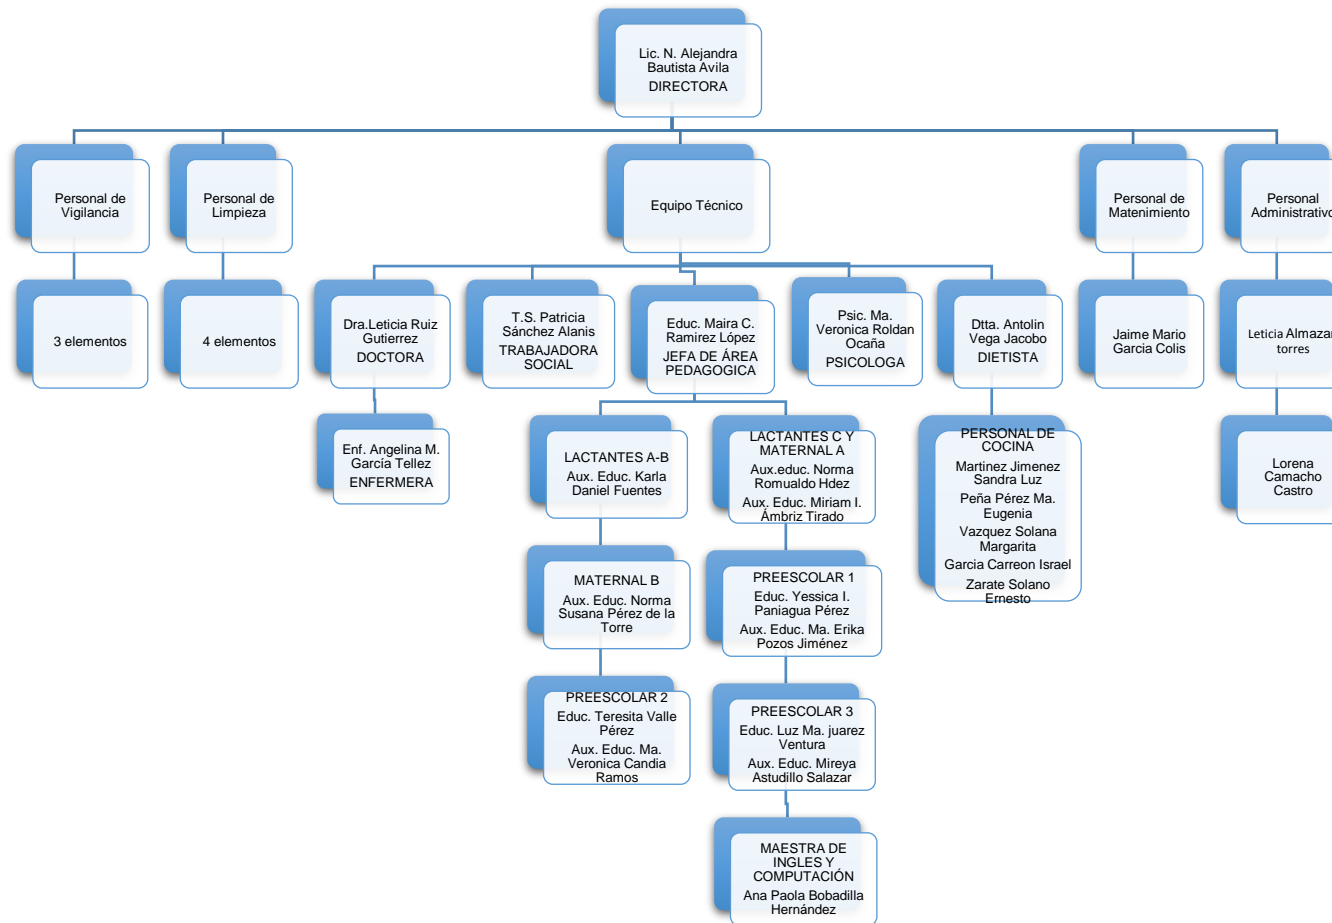 Lic. N. Alejandra
Bautista Avila
DIRECTORA
Personal de
Vigilancia
Personal de
Limpieza
Equipo Técnico
Personal de
Matenimiento
Personal
Administrativo
3 elementos
4 elementos
Dra.Leticia Ruiz
Gutierrez
DOCTORA
T.S. Patricia
Sánchez Alanis
TRABAJADORA
SOCIAL
Educ. Maira C.
Ramirez López
JEFA DE ÁREA
PEDAGOGICA
Psic. Ma.
Veronica Roldan
Ocaña
PSICOLOGA
Dtta. Antolin
Vega Jacobo
DIETISTA
Jaime Mario
Garcia Colis
Leticia Almazan
torres
Enf. Angelina M.
García Tellez
ENFERMERA
LACTANTES A-B
Aux. Educ. Karla
Daniel Fuentes
LACTANTES C Y
MATERNAL A
Aux.educ. Norma
Romualdo Hdez
Aux. Educ. Miriam I.
Ámbriz Tirado
PERSONAL DE
COCINA
Martinez Jimenez
Sandra Luz
Peña Pérez Ma.
Eugenia
Vazquez Solana
Margarita
Garcia Carreon Israel
Zarate Solano
Ernesto
Lorena
Camacho
Castro
MATERNAL B
Aux. Educ. Norma
Susana Pérez de la
Torre
PREESCOLAR 1
Educ. Yessica I.
Paniagua Pérez
Aux. Educ. Ma. Erika
Pozos Jiménez
PREESCOLAR 2
Educ. Teresita Valle
Pérez
Aux. Educ. Ma.
Veronica Candia
Ramos
PREESCOLAR 3
Educ. Luz Ma. juarez
Ventura
Aux. Educ. Mireya
Astudillo Salazar
MAESTRA DE
INGLES Y
COMPUTACIÓN
Ana Paola Bobadilla
Hernández